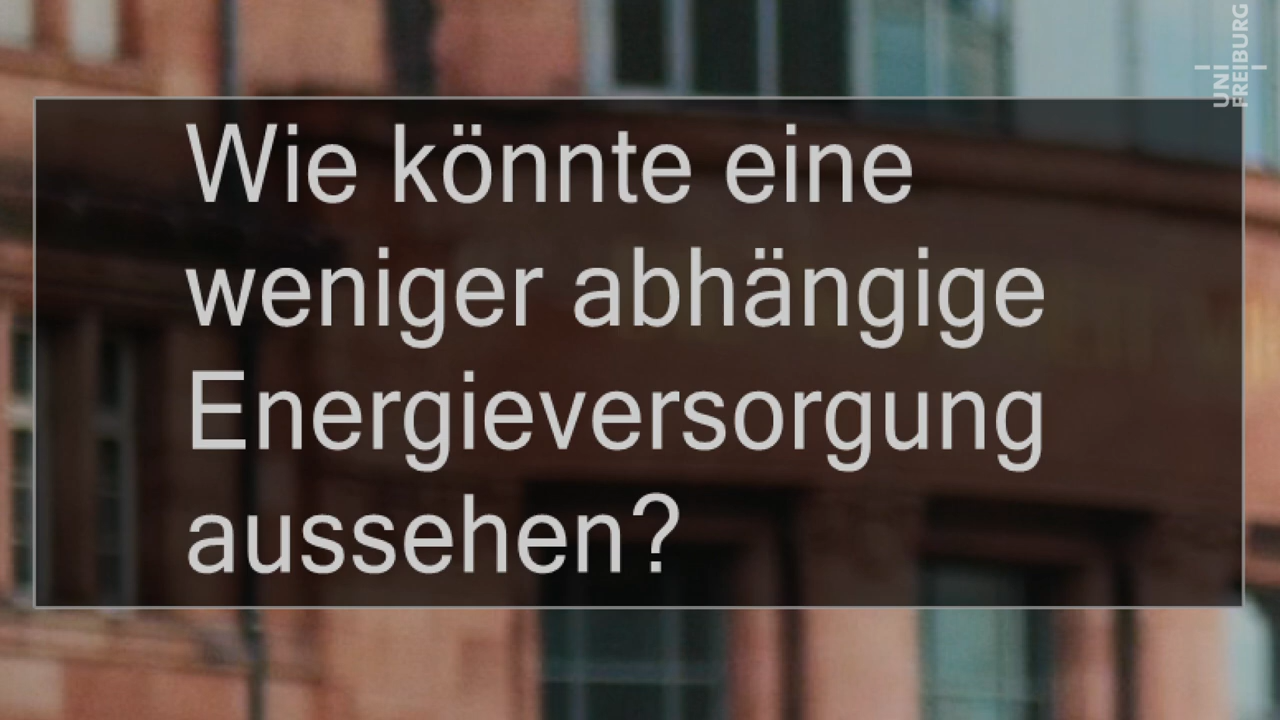 UNI
FREIBURG
Wie könnte eine
weniger abhängige
Energieversorgung
aussehen?